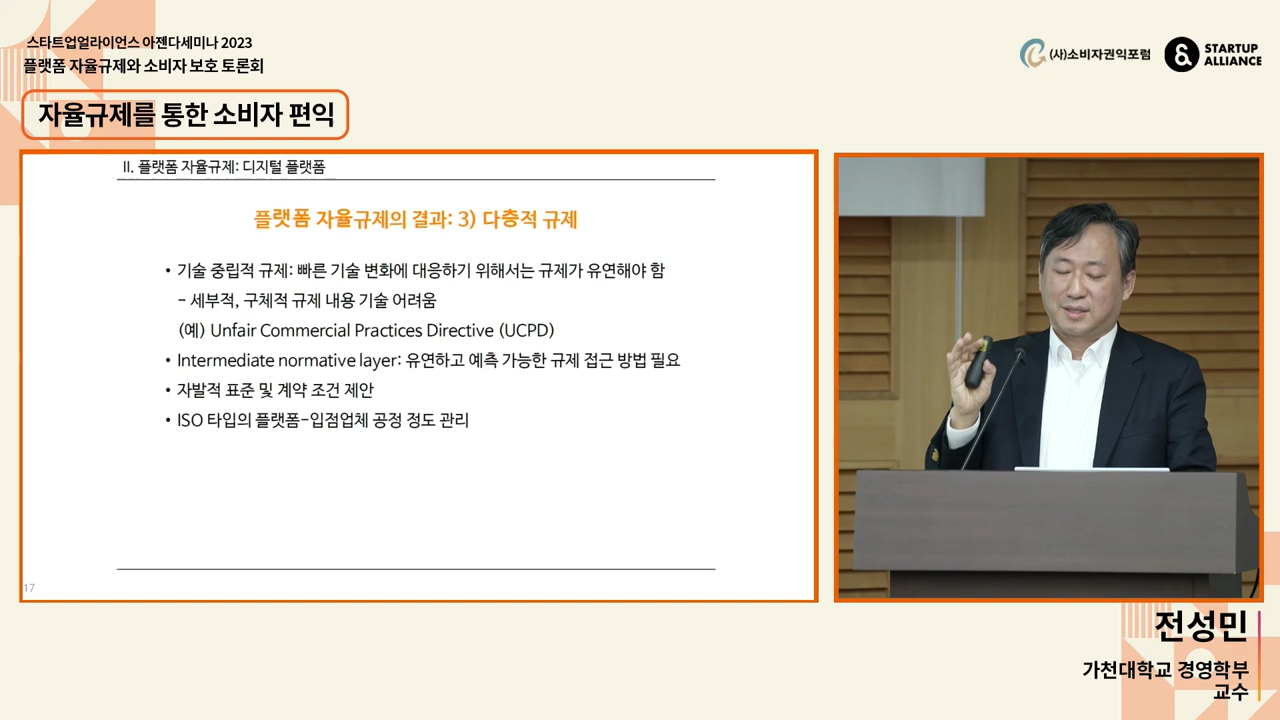 스타트업얼라이언스 아젠다세미나 2023
플랫폼 자율규제와 소비자 보호 토론회
(사)소비자권익포럼
&
STARTUP
ALLIANCE
자율규제를 통한 소비자 편익
II. 플랫폼 자율규제: 디지털 플랫폼
플랫폼 자율규제의 결과: 3) 다층적 규제
• 기술 중립적 규제: 빠른 기술 변화에 대응하기 위해서는 규제가 유연해야 함
- 세부적, 구체적 규제 내용 기술 어려움
(예) Unfair Commercial Practices Directive (UCPD)
• Intermediate normative layer: 유연하고 예측 가능한 규제 접근 방법 필요
• 자발적 표준 및 계약 조건 제안
• ISO 타입의 플랫폼-입점업체 공정 정도 관리
17
전성민
가천대학교 경영학부
교수